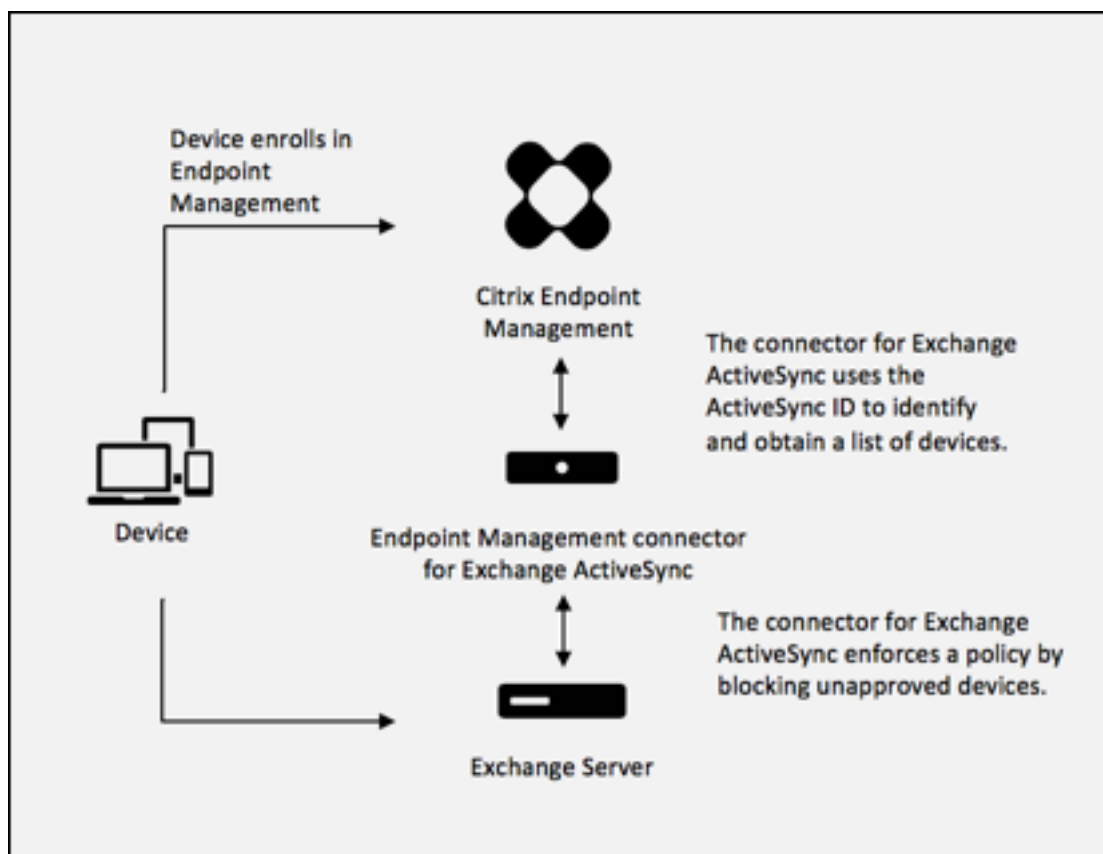 Device enrolls in
Endpoint
Management
Citrix Endpoint
Management
The connector for Exchange
ActiveSync uses the
ActiveSync ID to identify
and obtain a list of devices.
Device
Endpoint Management connector
for Exchange ActiveSync
The connector for Exchange
ActiveSync enforces a policy by
blocking unapproved devices.
Exchange Server